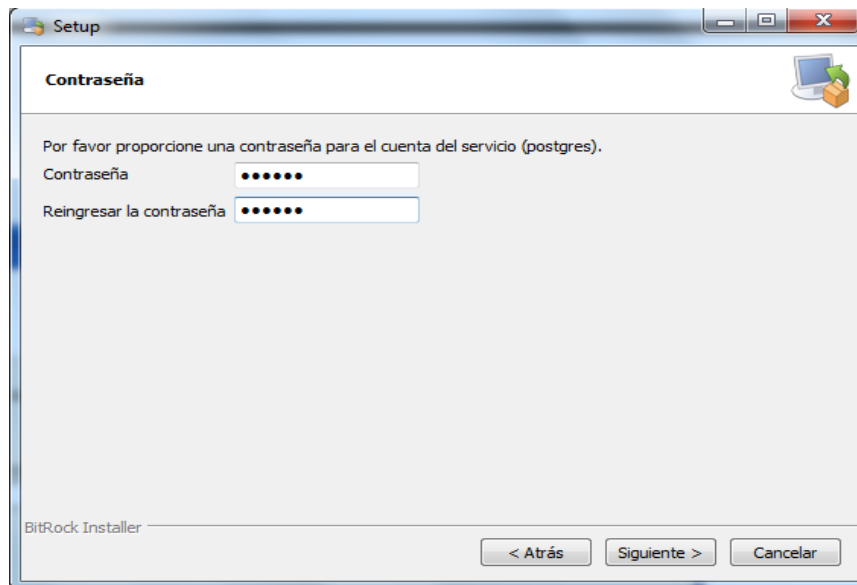 Setup
Contraseña
Por favor proporcione una contraseña para el cuenta del servicio (postgres).
Contraseña ••••••
Reingresar la contraseña ••••••
BitRock Installer
< Atrás Siguiente > Cancelar